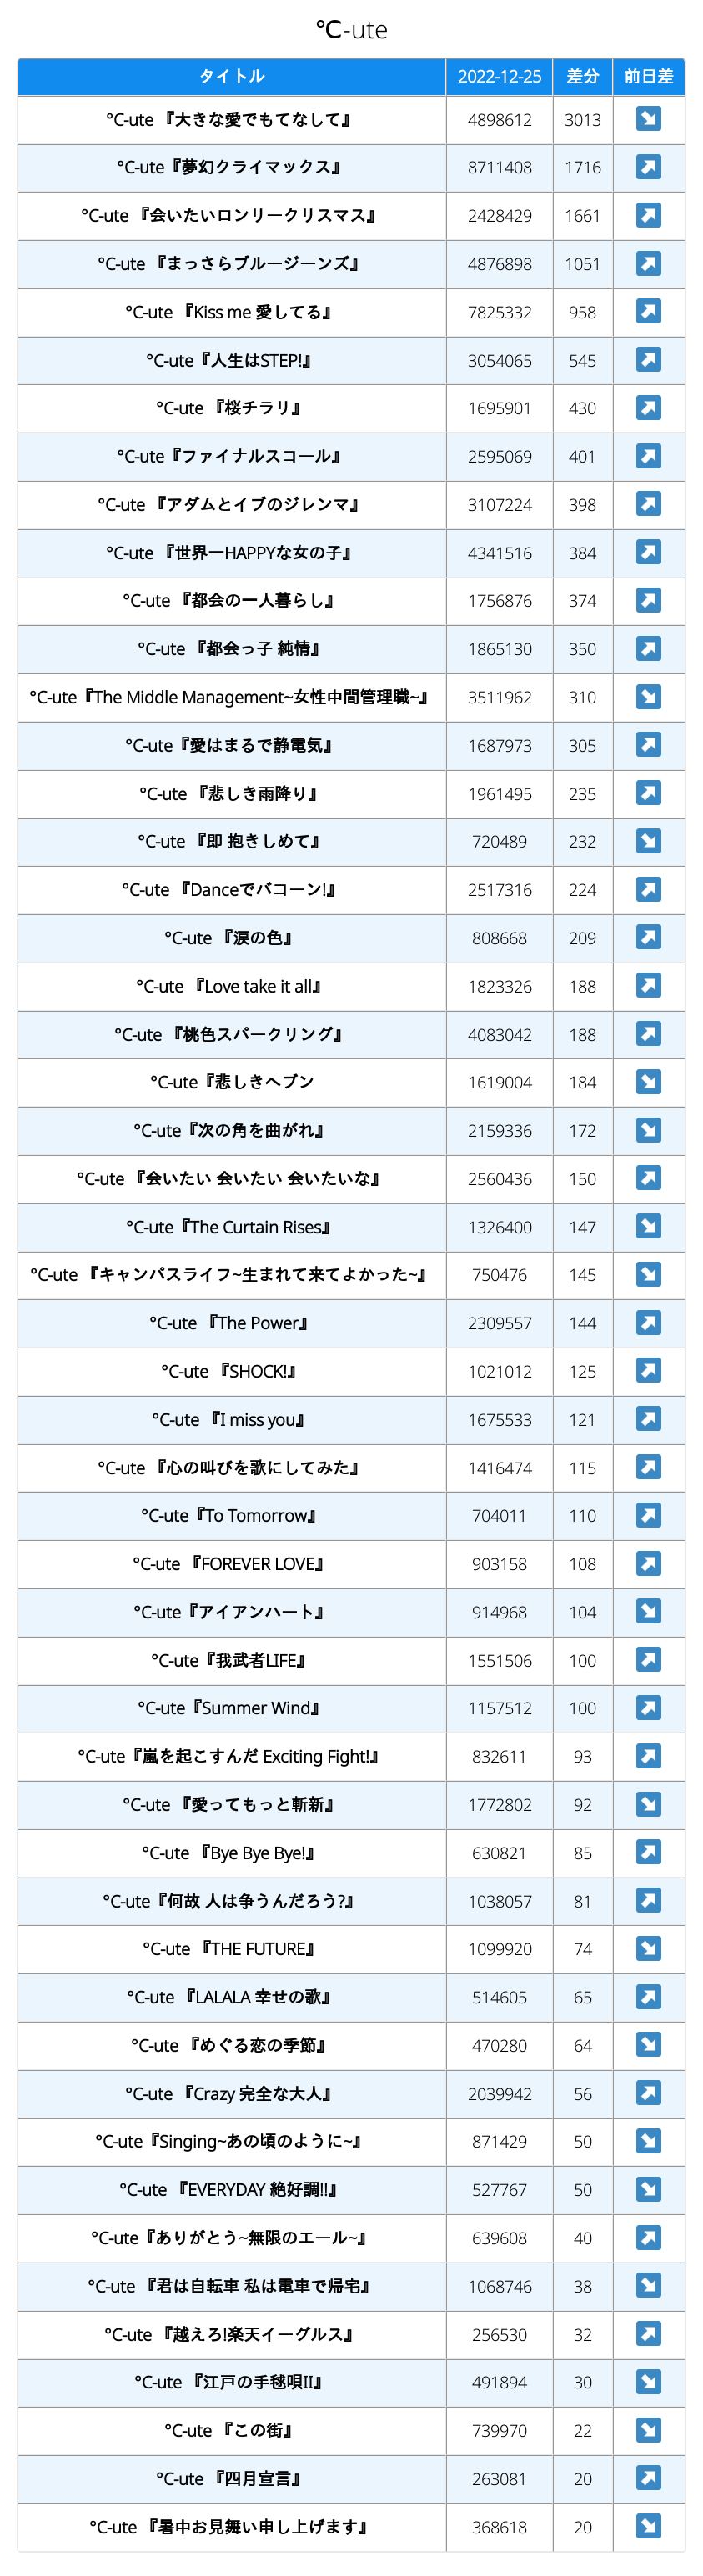 ℃-ute
タイトル 2022-12-25 差分 前日差
°C-ute 『大きな愛でもてなして』 4898612 3013 ↘
°C-ute『夢幻クライマックス』 8711408 1716 ↗
°C-ute 『会いたいロンリークリスマス』 2428429 1661 ↗
°C-ute 『まっさらブルージーンズ』 4876898 1051 ↗
°C-ute 『Kiss me 愛してる』 7825332 958 ↗
°C-ute『人生はSTEP!』 3054065 545 ↗
°C-ute 『桜チラリ』 1695901 430 ↗
°C-ute『ファイナルスコール』 2595069 401 ↗
°C-ute 『アダムとイブのジレンマ』 3107224 398 ↗
°C-ute 『世界一HAPPYな女の子』 4341516 384 ↗
°C-ute 『都会の一人暮らし』 1756876 374 ↗
°C-ute 『都会っ子 純情』 1865130 350 ↗
°C-ute『The Middle Management~女性中間管理職~』 3511962 310 ↘
°C-ute『愛はまるで静電気』 1687973 305 ↗
°C-ute 『悲しき雨降り』 1961495 235 ↗
°C-ute 『即 抱きしめて』 720489 232 ↘
°C-ute 『Danceでバコーン!』 2517316 224 ↗
°C-ute 『涙の色』 808668 209 ↗
°C-ute 『Love take it all』 1823326 188 ↗
°C-ute 『桃色スパークリング』 4083042 188 ↗
°C-ute『悲しきヘブン 1619004 184 ↘
°C-ute『次の角を曲がれ』 2159336 172 ↘
°C-ute 『会いたい 会いたい 会いたいな』 2560436 150 ↗
°C-ute『The Curtain Rises』 1326400 147 ↘
°C-ute 『キャンパスライフ~生まれて来てよかった~』 750476 145 ↘
°C-ute 『The Power』 2309557 144 ↗
°C-ute 『SHOCK!』 1021012 125 ↗
°C-ute 『I miss you』 1675533 121 ↗
°C-ute 『心の叫びを歌にしてみた』 1416474 115 ↗
°C-ute『To Tomorrow』 704011 110 ↗
°C-ute 『FOREVER LOVE』 903158 108 ↗
°C-ute『アイアンハート』 914968 104 ↘
°C-ute『我武者LIFE』 1551506 100 ↗
°C-ute『Summer Wind』 1157512 100 ↗
°C-ute『嵐を起こすんだ Exciting Fight!』 832611 93 ↗
°C-ute 『愛ってもっと斬新』 1772802 92 ↘
°C-ute 『Bye Bye Bye!』 630821 85 ↗
°C-ute『何故 人は争うんだろう?』 1038057 81 ↗
°C-ute 『THE FUTURE』 1099920 74 ↘
°C-ute 『LALALA 幸せの歌』 514605 65 ↗
°C-ute 『めぐる恋の季節』 470280 64 ↘
°C-ute 『Crazy 完全な大人』 2039942 56 ↗
°C-ute『Singing~あの頃のように~』 871429 50 ↘
°C-ute 『EVERYDAY 絶好調!!』 527767 50 ↘
°C-ute『ありがとう~無限のエール~』 639608 40 ↗
°C-ute 『君は自転車 私は電車で帰宅』 1068746 38 ↘
°C-ute 『越えろ!楽天イーグルス』 256530 32 ↗
°C-ute 『江戸の手毬唄II』 491894 30 ↘
°C-ute 『この街』 739970 22 ↘
°C-ute 『四月宣言』 263081 20 ↗
°C-ute 『暑中お見舞い申し上げます』 368618 20 ↘